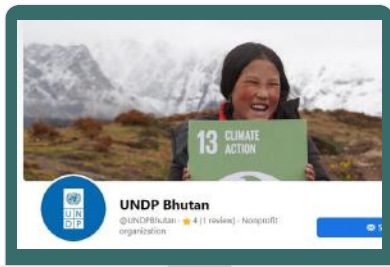 13 CLIMATE
ACTION
U N
D P
UNDP Bhutan
@UNDPBhutan · 4 (1 review) · Nonprofit
organization
S